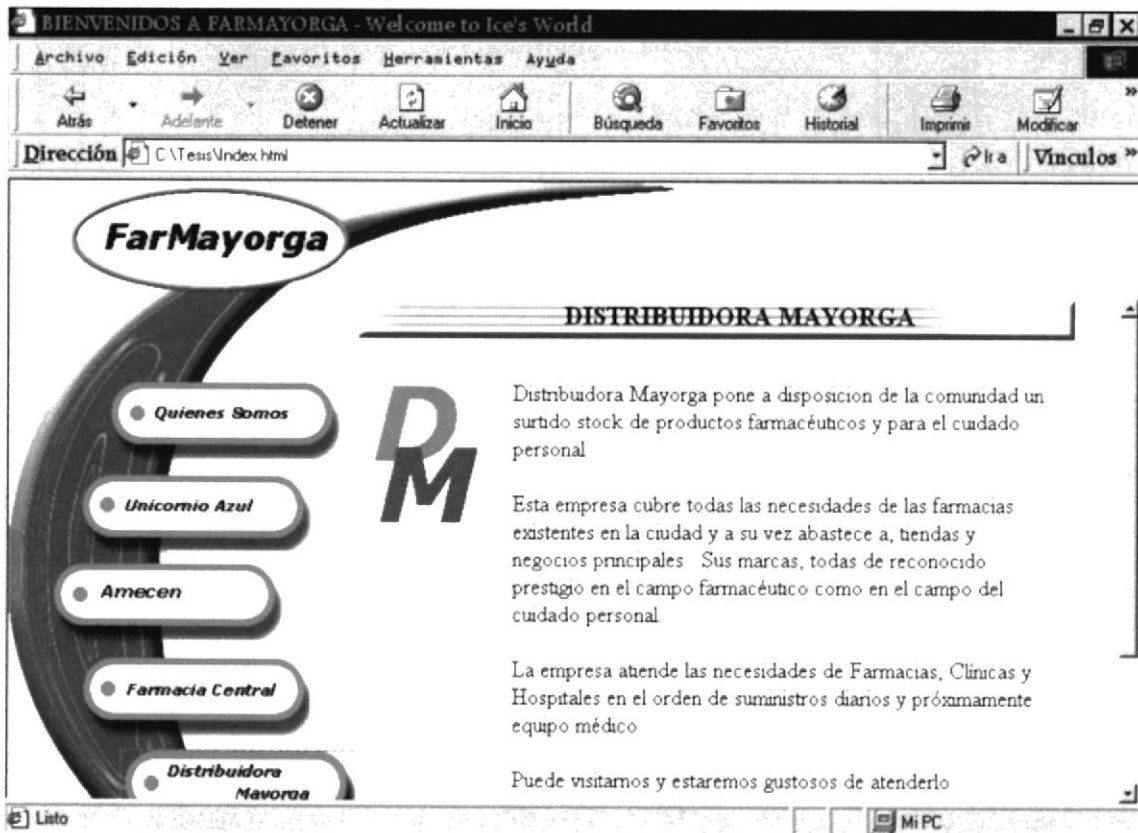 BIENVENIDOS A FARMAYORGA - Welcome to Ice's World
Archivo Edición Ver Favoritos Herramientas Ayuda
Atrás Adelante Detener Actualizar Inicio Búsqueda Favoritos Historial Imprimir Modificar »
Dirección C:\Tesis\Index.html Ir a Vínculos »
FarMayorga
DISTRIBUIDORA MAYORGA
Quienes Somos
Unicornio Azul
Amecen
Farmacia Central
Distribuidora
Mayorga
DM
Distribuidora Mayorga pone a disposicion de la comunidad un
surtido stock de productos farmacéuticos y para el cuidado
personal
Esta empresa cubre todas las necesidades de las farmacias
existentes en la ciudad y a su vez abastece a, tiendas y
negocios principales Sus marcas, todas de reconocido
prestigio en el campo farmacéutico como en el campo del
cuidado personal.
La empresa atiende las necesidades de Farmacias, Clínicas y
Hospitales en el orden de suministros diarios y próximamente
equipo médico
Puede visitarnos y estaremos gustosos de atenderlo
Listo
Mi PC